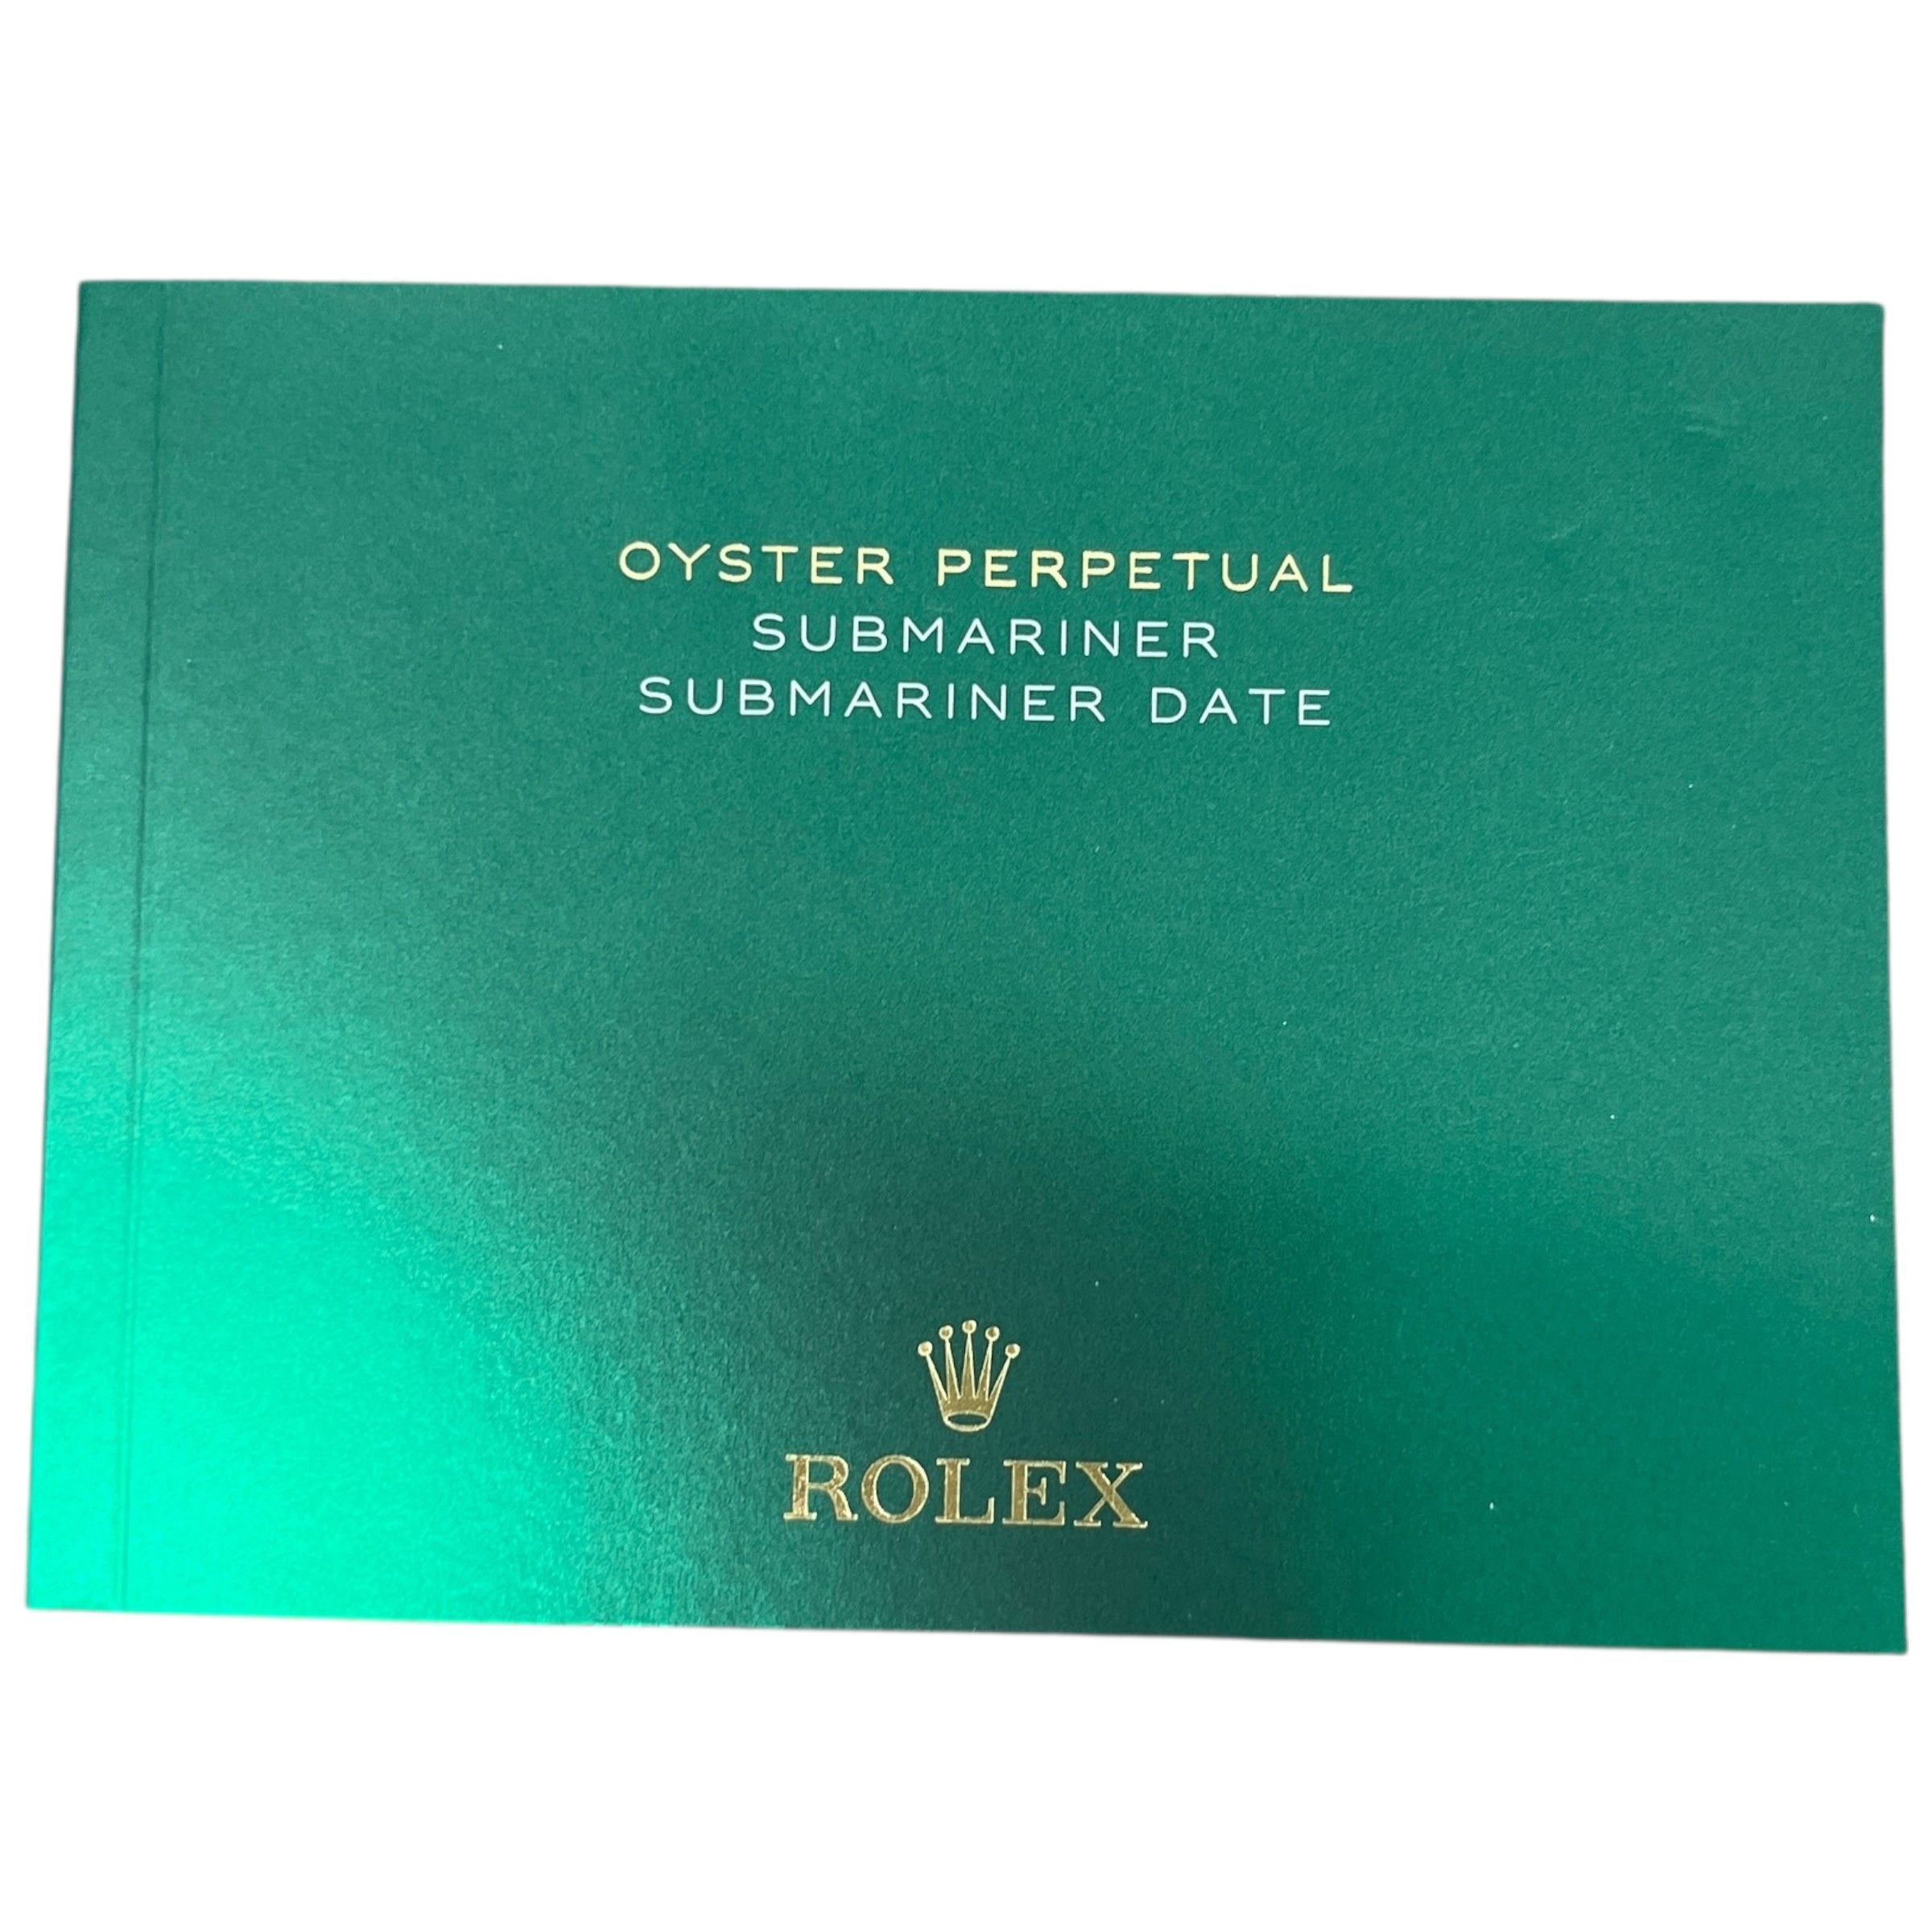 OYSTER PERPETUAL
SUBMARINER
SUBMARINER DATE
ROLEX